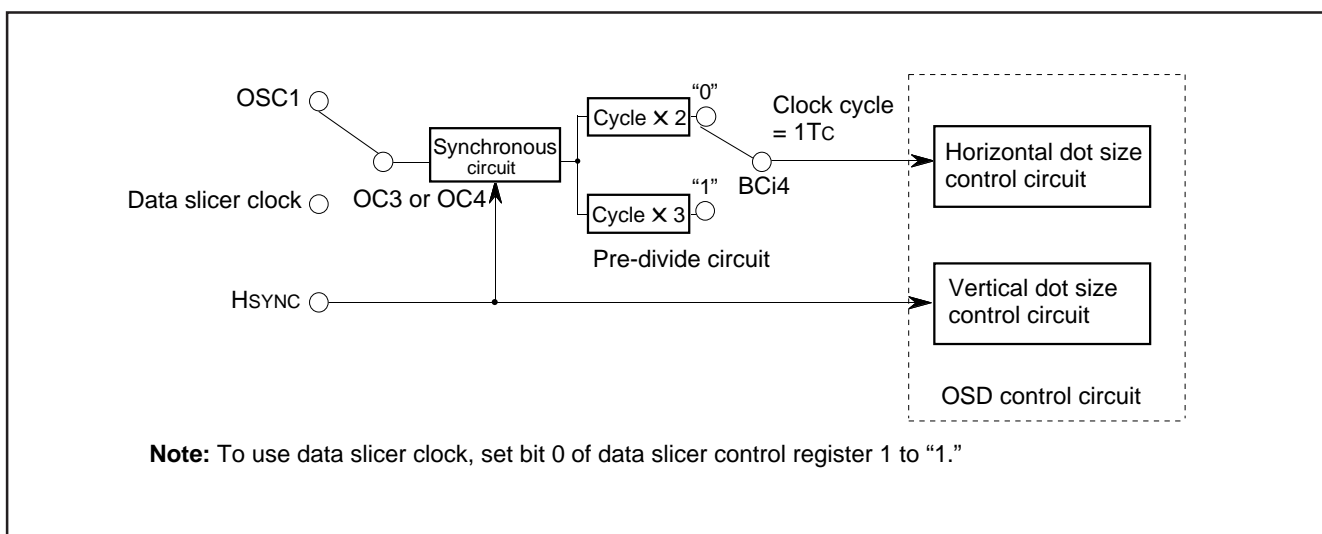 OSC1
Data slicer clock
OC3 or OC4
HSYNC
Synchronous
circuit
Cycle × 2
"0"
Cycle × 3
"1"
Pre-divide circuit
BCi4
Clock cycle
= 1TC
Horizontal dot size
control circuit
Vertical dot size
control circuit
OSD control circuit
Note: To use data slicer clock, set bit 0 of data slicer control register 1 to “1.”